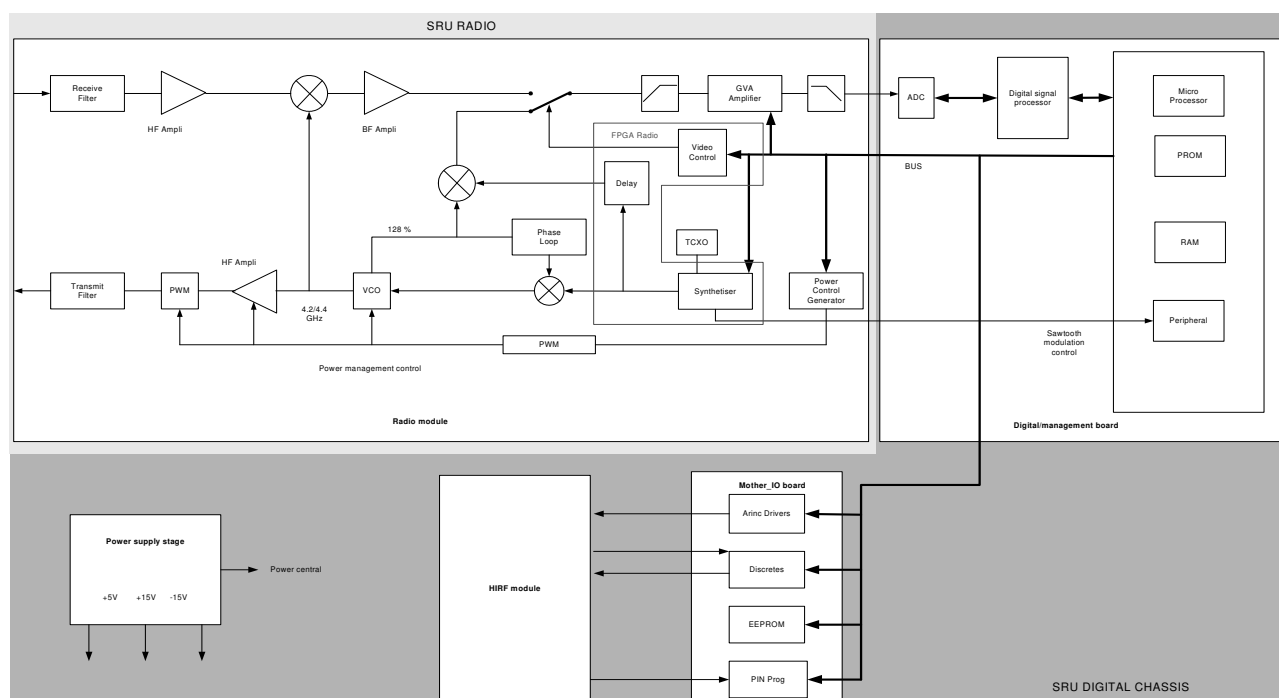 SRU RADIO
Receive
Filter
HF Ampli
BF Ampli
GVA
Amplifier
ADC
Digital signal
processor
Micro
Processor
PROM
RAM
Peripheral
FPGA Radio
Video
Control
BUS
Delay
128 %
Phase
Loop
TCXO
HF Ampli
Transmit
Filter
PWM
4.2/4.4
GHz
VCO
Synthetiser
Power
Control
Generator
PWM
Sawtooth
modulation
control
Power management control
Radio module
Digital/management board
Mother_IO board
Arinc Drivers
Discretes
EEPROM
PIN Prog
HIRF module
Power supply stage
+5V
+15V
-15V
Power central
SRU DIGITAL CHASSIS